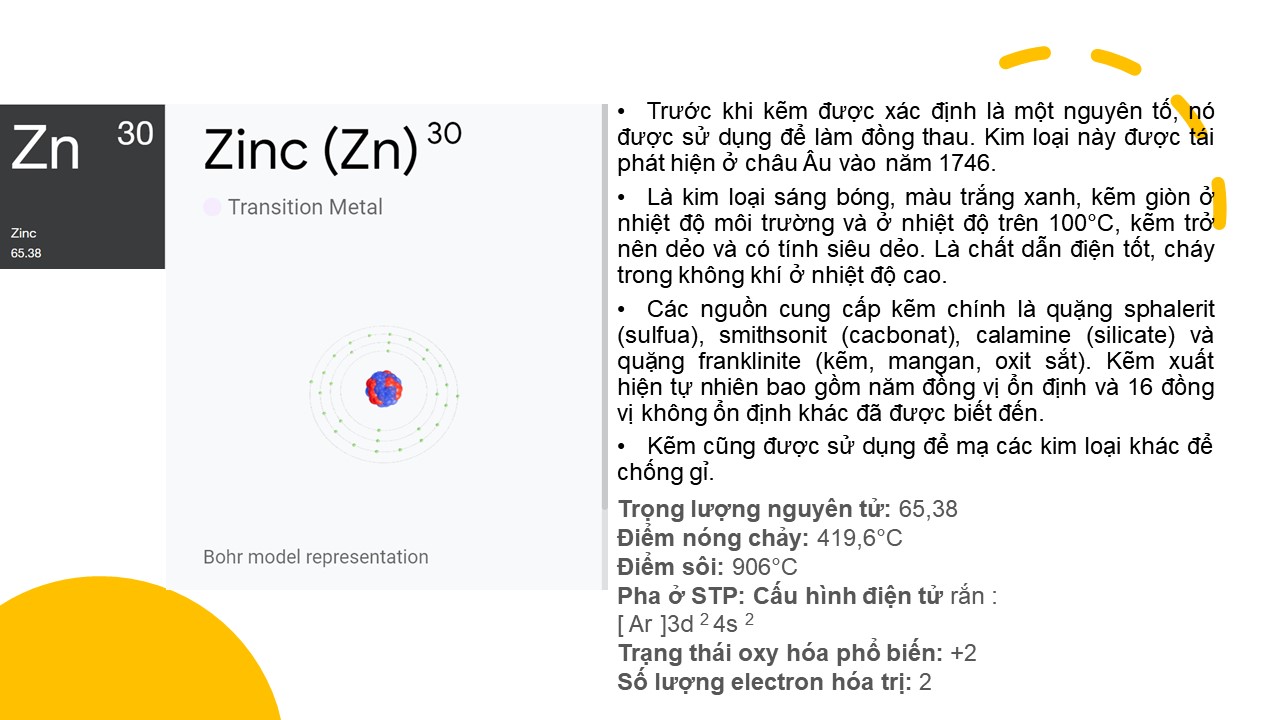 Zn 30
Zinc
65.38
Zinc (Zn) 30
Transition Metal
Bohr model representation
• Trước khi kẽm được xác định là một nguyên tố, nó
được sử dụng để làm đồng thau. Kim loại này được tái
phát hiện ở châu Âu vào năm 1746.
• Là kim loại sáng bóng, màu trắng xanh, kẽm giòn ở
nhiệt độ môi trường và ở nhiệt độ trên 100°C, kẽm trở
nên dẻo và có tính siêu dẻo. Là chất dẫn điện tốt, cháy
trong không khí ở nhiệt độ cao.
• Các nguồn cung cấp kẽm chính là quặng sphalerit
(sulfua), smithsonit (cacbonat), calamine (silicate) và
quặng franklinite (kẽm, mangan, oxit sắt). Kẽm xuất
hiện tự nhiên bao gồm năm đồng vị ổn định và 16 đồng
vị không ổn định khác đã được biết đến.
• Kẽm cũng được sử dụng để mạ các kim loại khác để
chống gỉ.
Trọng lượng nguyên tử: 65,38
Điểm nóng chảy: 419,6°C
Điểm sôi: 906°C
Pha ở STP: Cấu hình điện tử rắn :
[ Ar ]3d 2 4s 2
Trạng thái oxy hóa phổ biến: +2
Số lượng electron hóa trị: 2